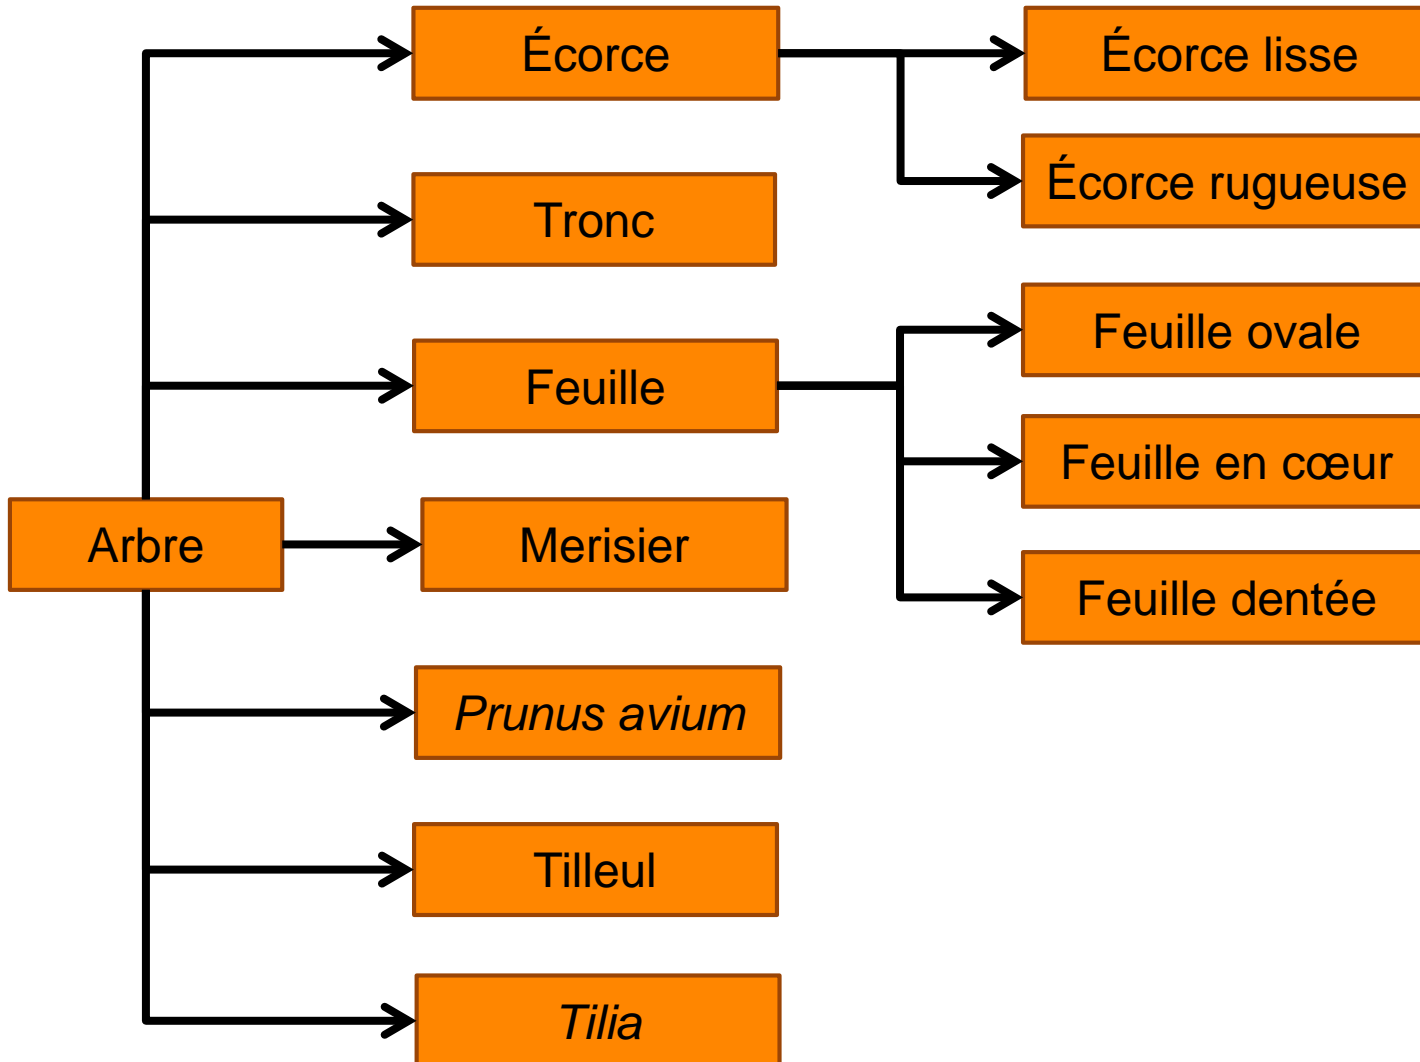 Écorce
Écorce lisse
Écorce rugueuse
Tronc
Feuille ovale
Feuille
Feuille en cœur
Arbre
Merisier
Feuille dentée
Prunus avium
Tilleul
Tilia